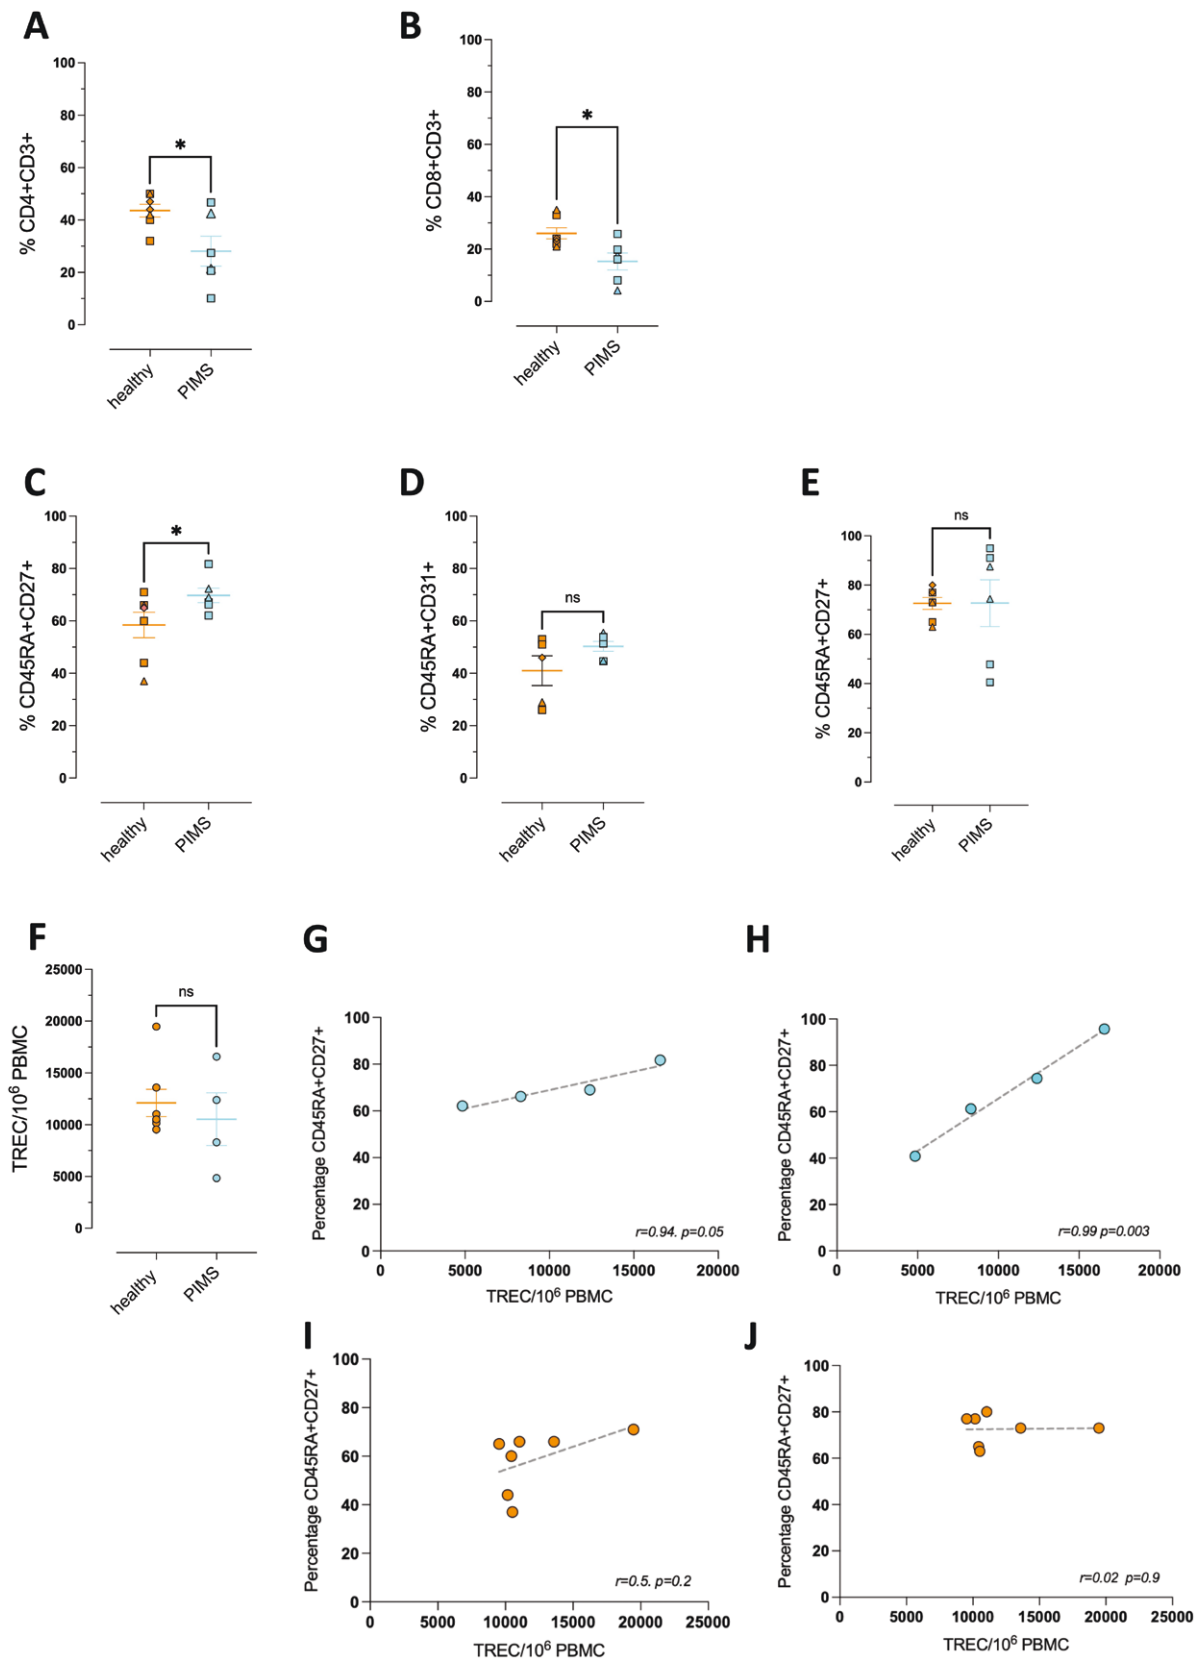 A
100
80
60
40
20
0
% CD4+CD3+
*
healthy
PIMS
B
100
80
60
40
20
0
% CD8+CD3+
*
healthy
PIMS
C
100
80
60
40
20
0
% CD45RA+CD27+
*
healthy
PIMS
D
100
80
60
40
20
0
% CD45RA+CD31+
ns
healthy
PIMS
E
100
80
60
40
20
0
% CD45RA+CD27+
ns
healthy
PIMS
F
25000
20000
15000
10000
5000
0
TREC/10⁶ PBMC
ns
healthy
PIMS
G
100
80
60
40
20
0
Percentage CD45RA+CD27+
r=0.94. p=0.05
0 5000 10000 15000 20000
TREC/10⁶ PBMC
H
100
80
60
40
20
0
Percentage CD45RA+CD27+
r=0.99 p=0.003
0 5000 10000 15000 20000
TREC/10⁶ PBMC
I
100
80
60
40
20
0
Percentage CD45RA+CD27+
r=0.5. p=0.2
0 5000 10000 15000 20000 25000
TREC/10⁶ PBMC
J
100
80
60
40
20
0
Percentage CD45RA+CD27+
r=0.02 p=0.9
0 5000 10000 15000 20000 25000
TREC/10⁶ PBMC